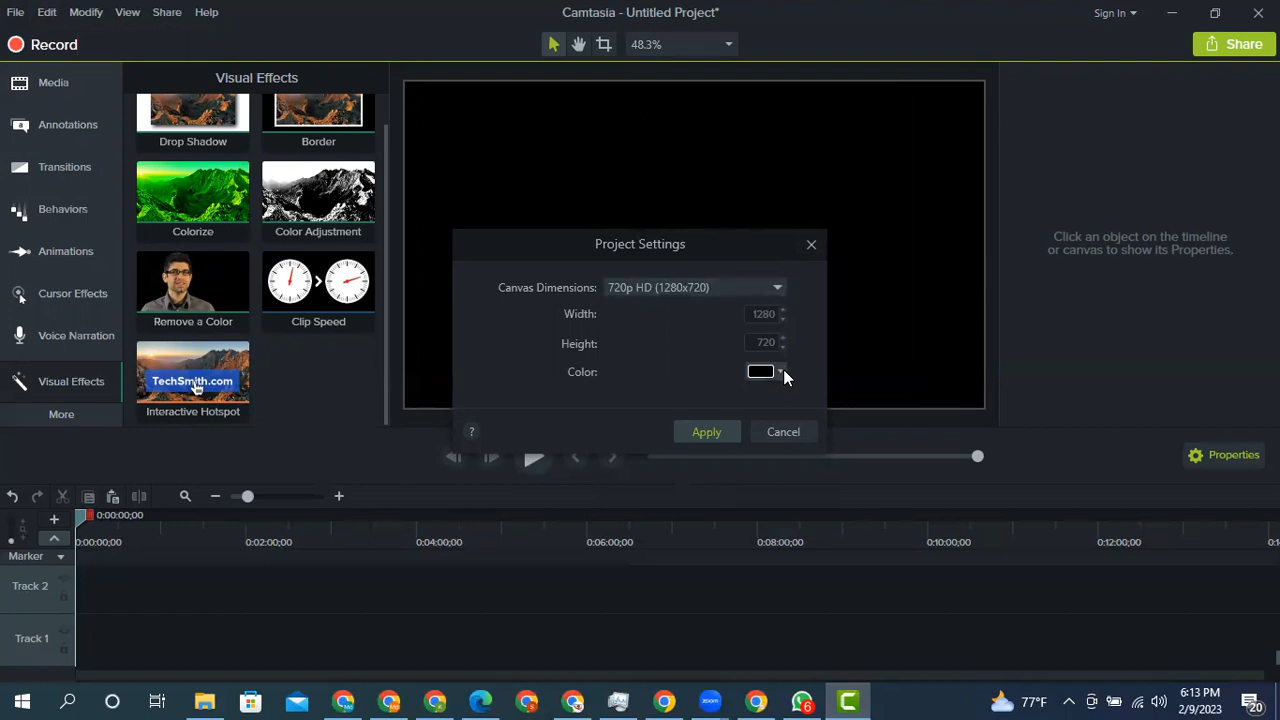 File Edit Modify View Share Help
Camtasia - Untitled Project*
Sign In
Record
48.3%
Share
Media
Annotations
Transitions
Behaviors
Animations
Cursor Effects
Voice Narration
Visual Effects
More
Visual Effects
Drop Shadow
Border
Colorize
Color Adjustment
Remove a Color
Clip Speed
TechSmith.com
Interactive Hotspot
Project Settings
Canvas Dimensions: 720p HD (1280x720)
Width: 1280
Height: 720
Color:
?
Apply
Cancel
Click an object on the timeline
or canvas to show its Properties.
Properties
0:00:00;00
0:00:00;00 0:02:00;00 0:04:00;00 0:06:00;00 0:08:00;00 0:10:00;00 0:12:00;00
Marker
Track 2
Track 1
77°F
6:13 PM
2/9/2023
6
20
zoom